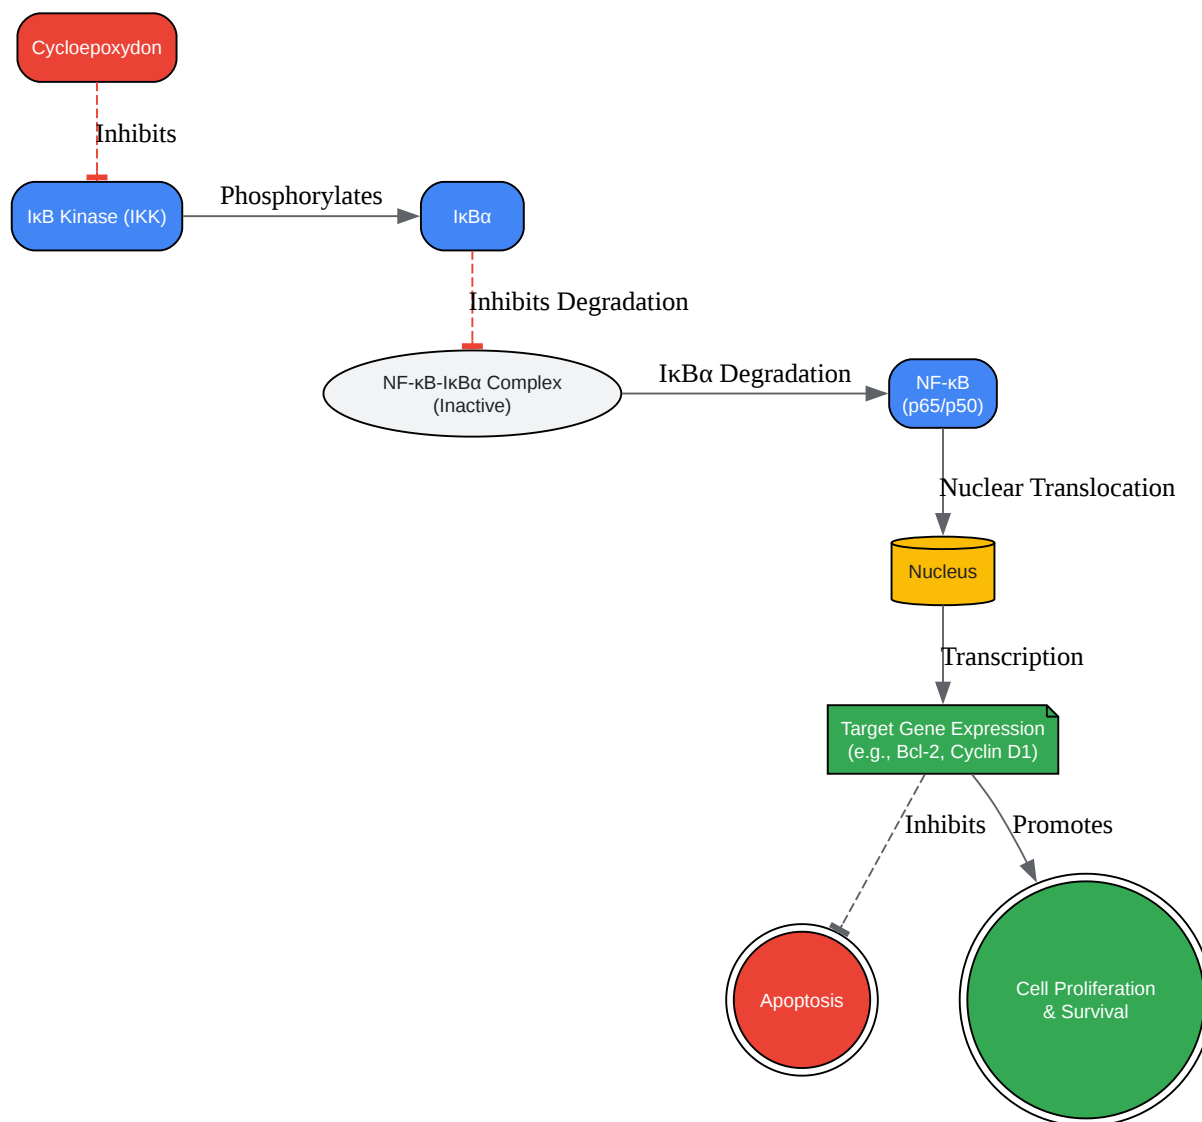 Cycloepoxydon
Inhibits
IκB Kinase (IKK)
Phosphorylates
IκBα
Inhibits Degradation
NF-κB-IκBα Complex
(Inactive)
IκBα Degradation
NF-κB
(p65/p50)
Nuclear Translocation
Nucleus
Transcription
Target Gene Expression
(e.g., Bcl-2, Cyclin D1)
Inhibits
Promotes
Apoptosis
Cell Proliferation
& Survival